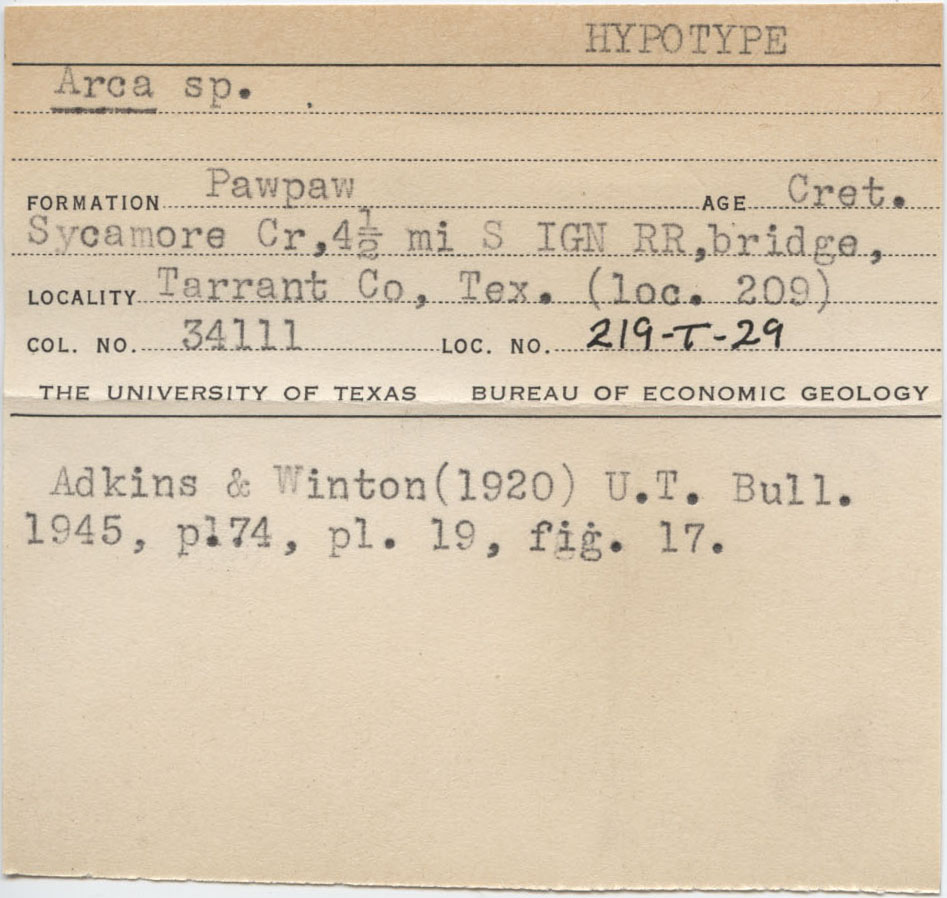 HYPOTYPE
Arca sp.
FORMATION Pawpaw AGE Cret.
Sycamore Cr,4½ mi S IGN RR,bridge,
LOCALITY Tarrant Co, Tex. (loc. 209)
COL. NO. 34111 LOC. NO. 219-T-29
THE UNIVERSITY OF TEXAS BUREAU OF ECONOMIC GEOLOGY
Adkins & Winton(1920) U.T. Bull.
1945, p.74, pl. 19, fig. 17.